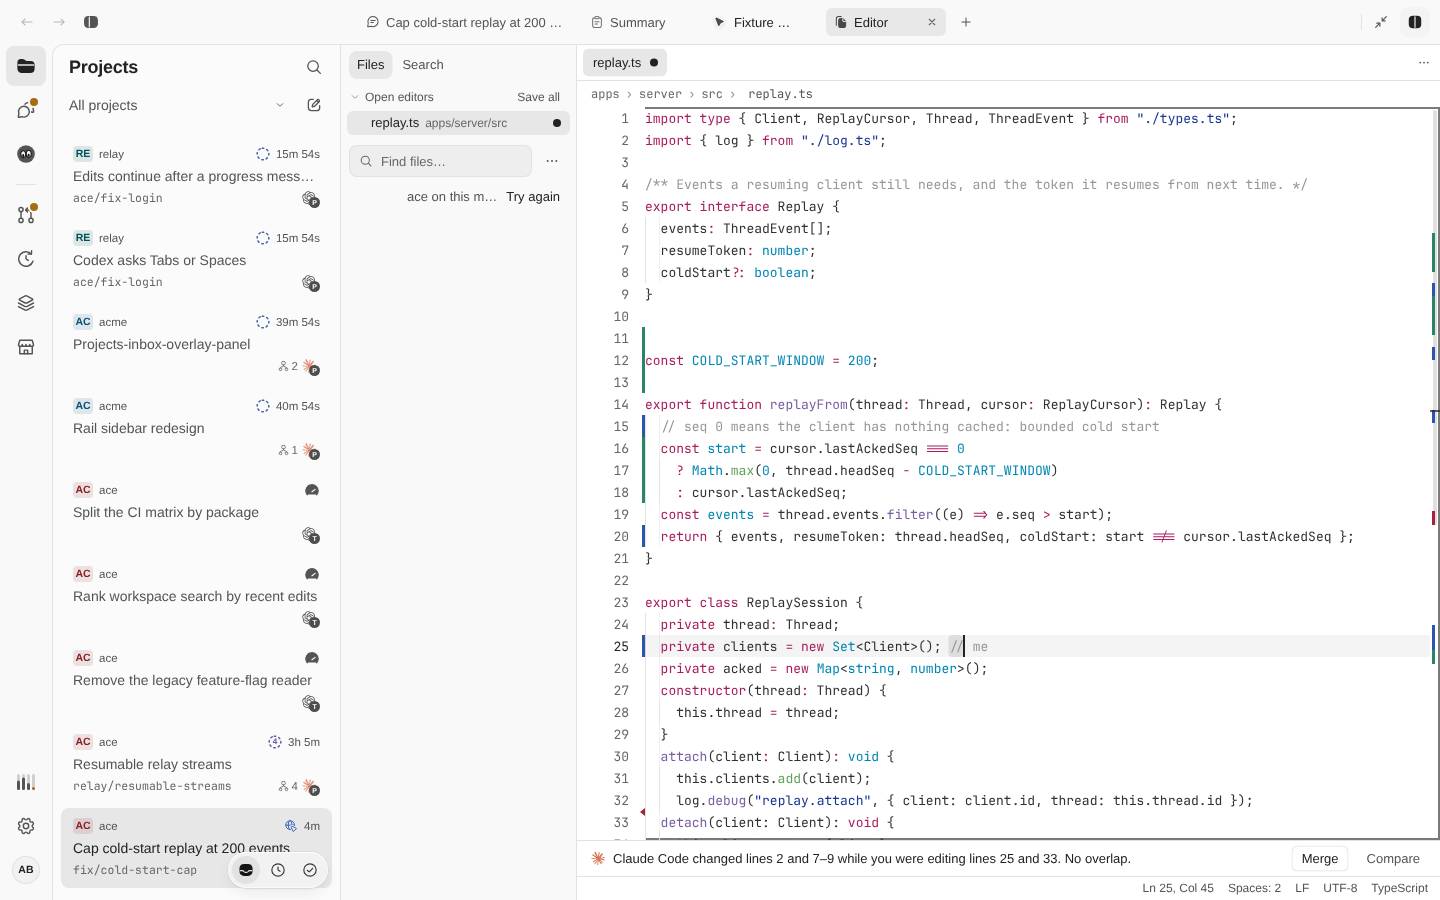 Cap cold-start replay at 200 …
Summary
Fixture …
Editor
Projects
All projects
RE relay 15m 54s
Edits continue after a progress mess…
ace/fix-login
P
RE relay 15m 54s
Codex asks Tabs or Spaces
ace/fix-login
P
AC acme 39m 54s
Projects-inbox-overlay-panel
2 P
AC acme 40m 54s
Rail sidebar redesign
1 P
AC ace
Split the CI matrix by package
T
AC ace
Rank workspace search by recent edits
T
AC ace
Remove the legacy feature-flag reader
T
AC ace 4 3h 5m
Resumable relay streams
relay/resumable-streams 4 P
AC ace 4m
Cap cold-start replay at 200 events
fix/cold-start-cap
AB
Files Search
Open editors Save all
replay.ts apps/server/src
Find files…
ace on this m… Try again
replay.ts
apps › server › src › replay.ts
1 import type { Client, ReplayCursor, Thread, ThreadEvent } from "./types.ts";
2 import { log } from "./log.ts";
3
4 /** Events a resuming client still needs, and the token it resumes from next time. */
5 export interface Replay {
6 events: ThreadEvent[];
7 resumeToken: number;
8 coldStart?: boolean;
9 }
10
11
12 const COLD_START_WINDOW = 200;
13
14 export function replayFrom(thread: Thread, cursor: ReplayCursor): Replay {
15 // seq 0 means the client has nothing cached: bounded cold start
16 const start = cursor.lastAckedSeq === 0
17 ? Math.max(0, thread.headSeq - COLD_START_WINDOW)
18 : cursor.lastAckedSeq;
19 const events = thread.events.filter((e) => e.seq > start);
20 return { events, resumeToken: thread.headSeq, coldStart: start !== cursor.lastAckedSeq };
21 }
22
23 export class ReplaySession {
24 private thread: Thread;
25 private clients = new Set<Client>(); // me
26 private acked = new Map<string, number>();
27 constructor(thread: Thread) {
28 this.thread = thread;
29 }
30 attach(client: Client): void {
31 this.clients.add(client);
32 log.debug("replay.attach", { client: client.id, thread: this.thread.id });
33 detach(client: Client): void {
Claude Code changed lines 2 and 7–9 while you were editing lines 25 and 33. No overlap.
Merge Compare
Ln 25, Col 45 Spaces: 2 LF UTF-8 TypeScript